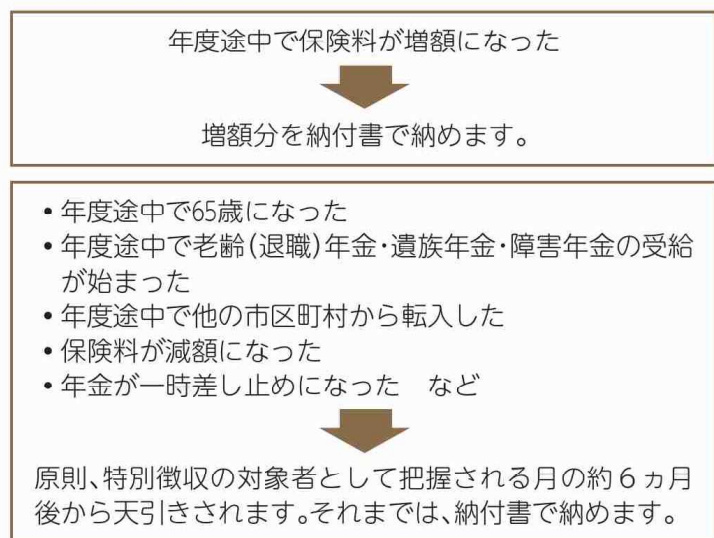 年度途中で保険料が増額になった
増額分を納付書で納めます。
•年度途中で65歳になった
•年度途中で老齢(退職)年金・遺族年金・障害年金の受給
が始まった
•年度途中で他の市区町村から転入した
•保険料が減額になった
•年金が一時差し止めになった　など
原則、特別徴収の対象者として把握される月の約6ヵ月
後から天引きされます。それまでは、納付書で納めます。